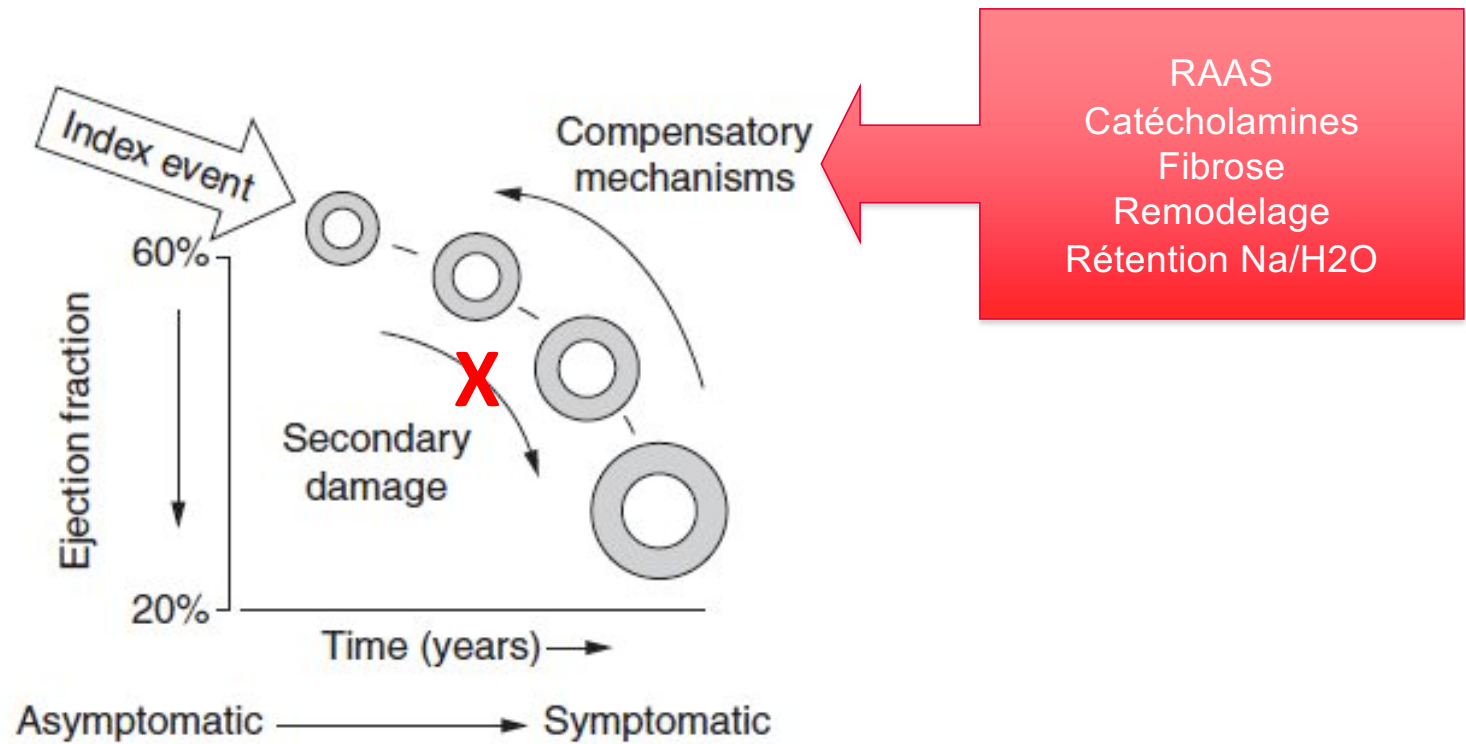 Index event
60%
Ejection fraction
20%
Compensatory
mechanisms
X
Secondary
damage
Time (years)
Asymptomatic
Symptomatic
RAAS
Catécholamines
Fibrose
Remodelage
Rétention Na/H2O